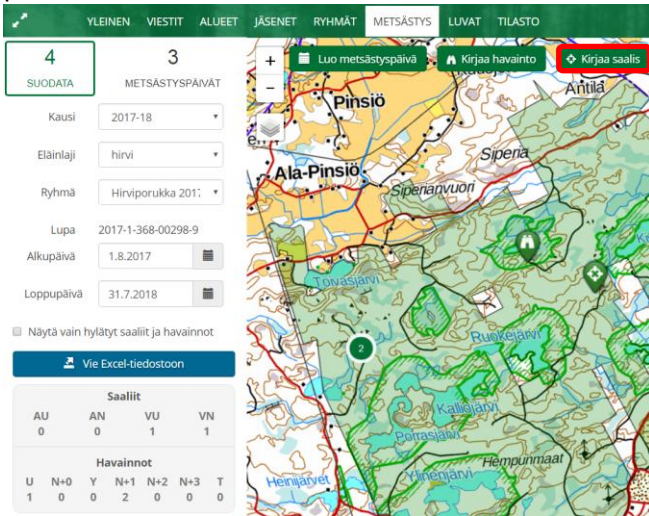 YLEINEN VIESTIT ALUEET JÄSENET RYHMÄT METSÄSTYS LUVAT TILASTO
4 3
SUODATA METSÄSTYSPÄIVÄT
Luo metsästyspäivä Kirjaa havainto Kirjaa saalis
+
−
Kausi 2017-18
Eläinlaji hirvi
Ryhmä Hirviporukka 201
Lupa 2017-1-368-00298-9
Alkupäivä 1.8.2017
Loppupäivä 31.7.2018
Näytä vain hylätyt saaliit ja havainnot
Vie Excel-tiedostoon
Saaliit
AU AN VU VN
0 0 1 1
Havainnot
U N+0 Y N+1 N+2 N+3 T
1 0 0 2 0 0 0
Antila
Pinsiö
Siperia
Ala-Pinsiö
Siperianvuori
Toivasjärvi
Ruokejärvi
2
Kalliojärvi
Porrasjärvi
Hempunmaat
Heinijärvet
Ylinenjärvi